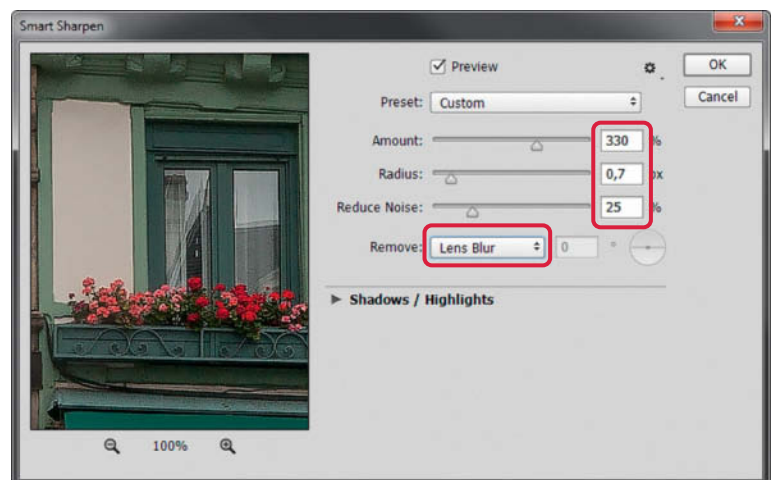 Smart Sharpen
Preview
OK
Preset: Custom
Cancel
Amount: 330 %
Radius: 0,7 px
Reduce Noise: 25 %
Remove: Lens Blur 0 °
Shadows / Highlights
100%